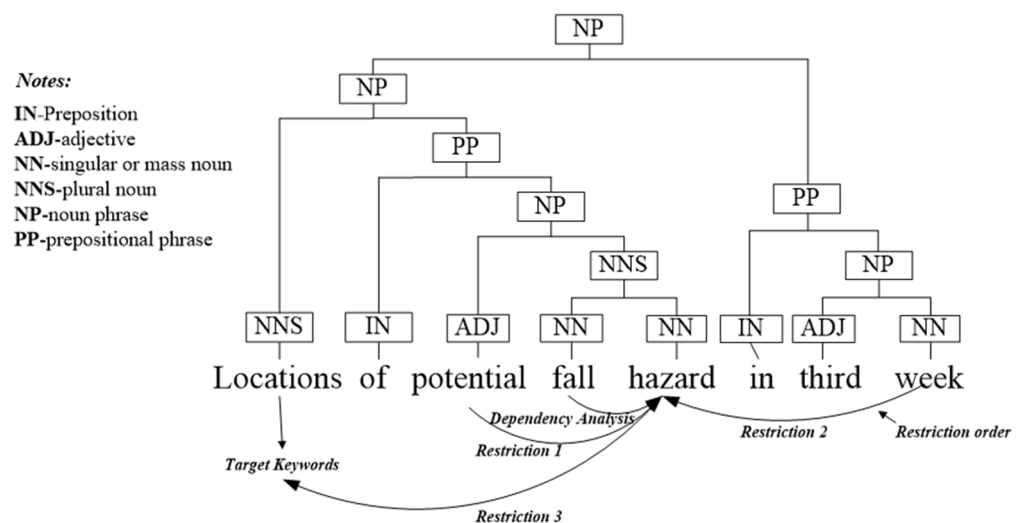 NP
NP
Notes:
IN-Preposition
ADJ-adjective
NN-singular or mass noun
NNS-plural noun
NP-noun phrase
PP-prepositional phrase
PP
NP
PP
NNS
NP
NNS IN ADJ NN NN IN ADJ NN
Locations of potential fall hazard in third week
Dependency Analysis
Restriction 1
Restriction 2
Restriction order
Target Keywords
Restriction 3